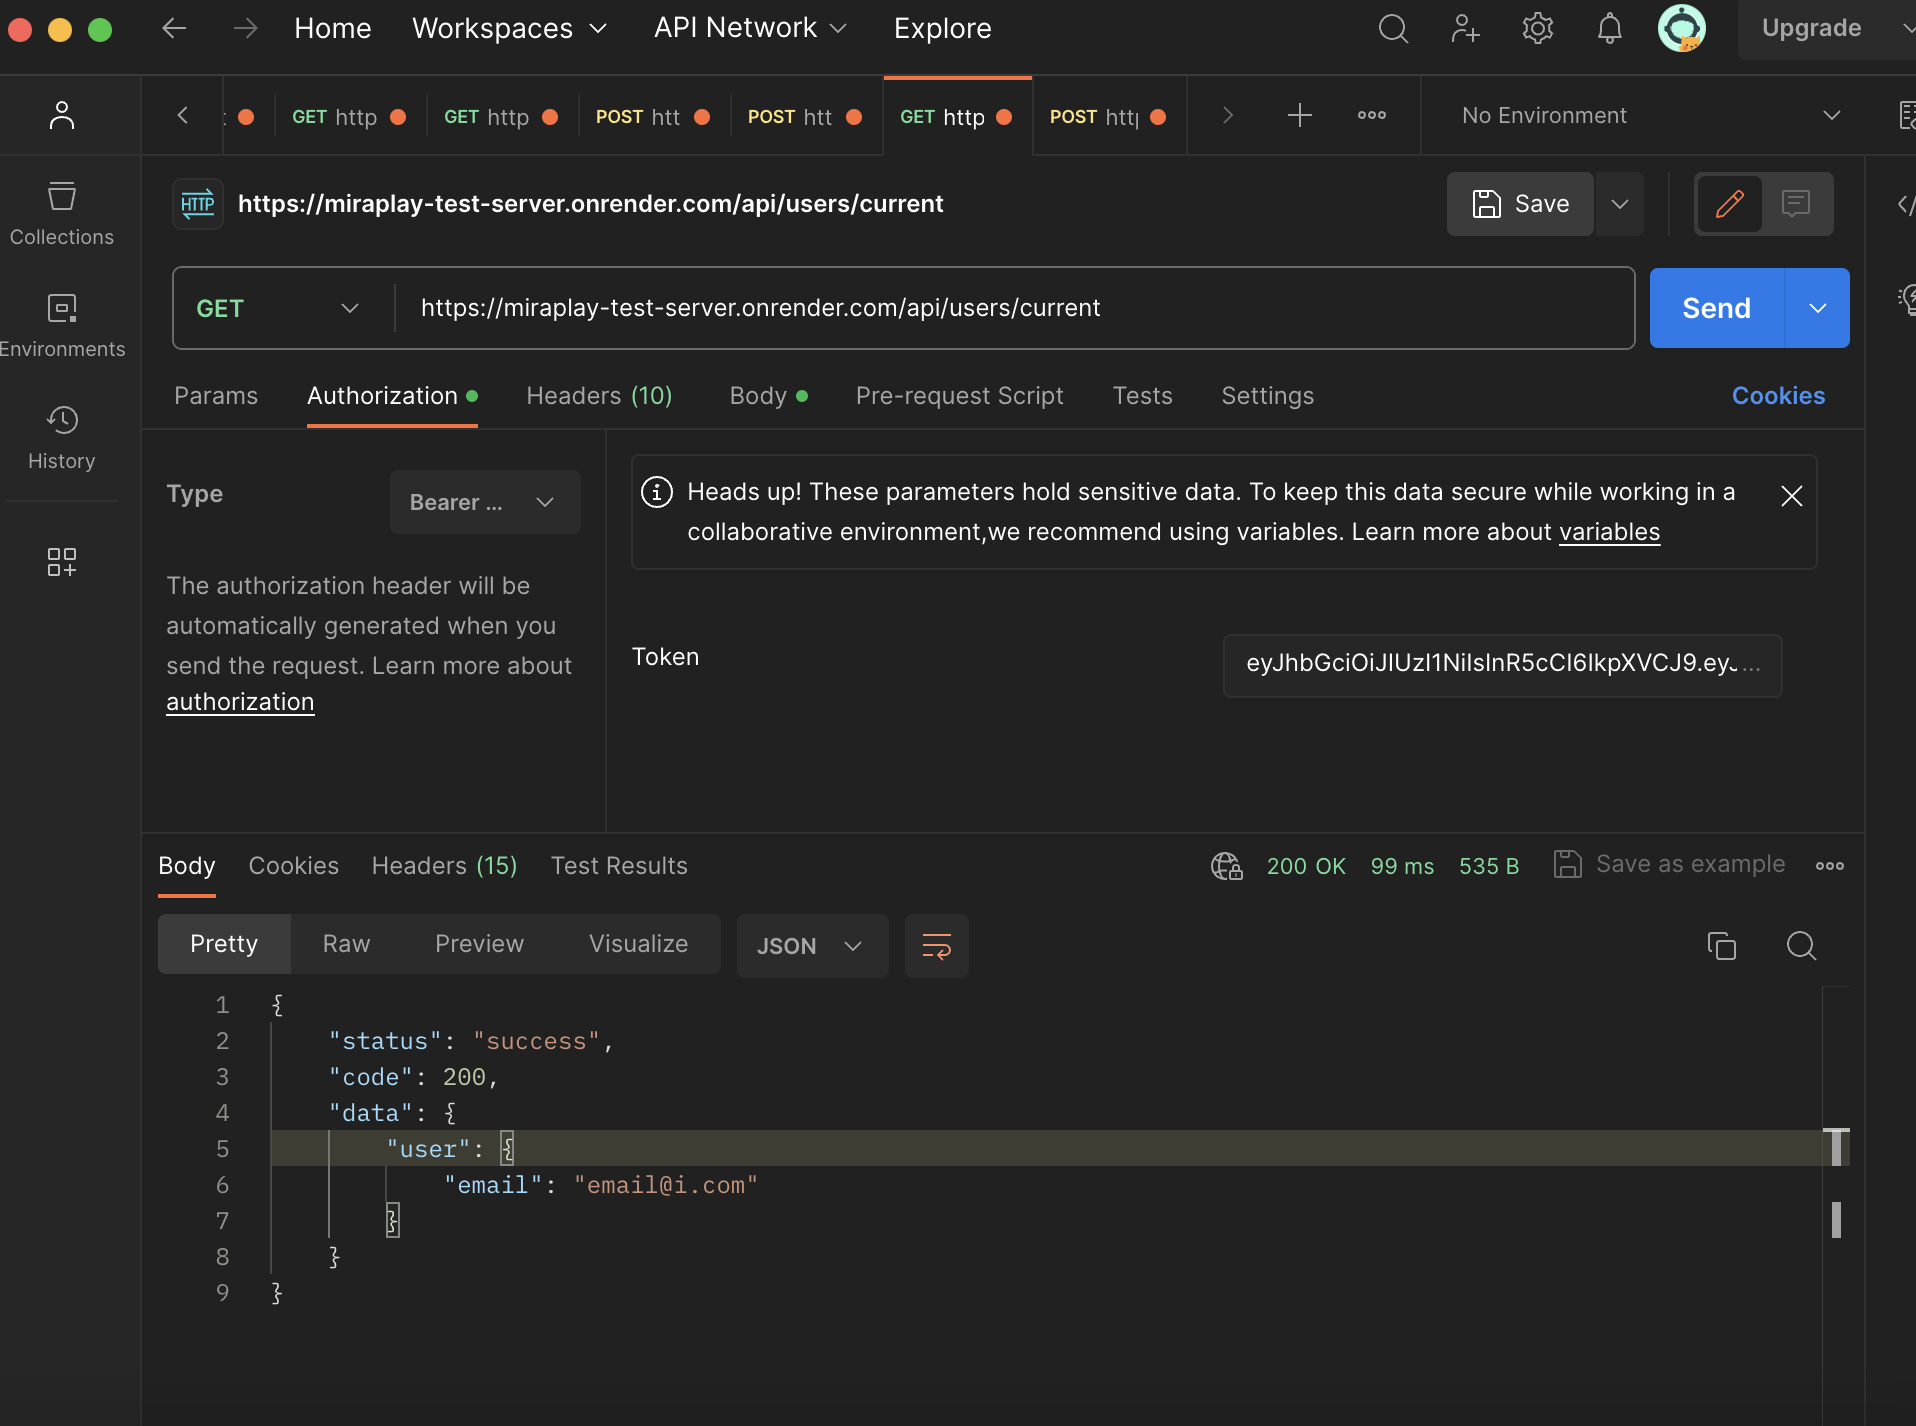 Home Workspaces API Network Explore Upgrade
GET http GET http POST htt POST htt GET http POST http No Environment
HTTP https://miraplay-test-server.onrender.com/api/users/current Save
Collections
GET https://miraplay-test-server.onrender.com/api/users/current Send
Environments
Params Authorization Headers (10) Body Pre-request Script Tests Settings Cookies
History
Type Bearer ...
Heads up! These parameters hold sensitive data. To keep this data secure while working in a
collaborative environment,we recommend using variables. Learn more about variables
The authorization header will be
automatically generated when you
send the request. Learn more about
authorization
Token eyJhbGciOiJIUzI1NiIsInR5cCI6IkpXVCJ9.eyJ...
Body Cookies Headers (15) Test Results 200 OK 99 ms 535 B Save as example
Pretty Raw Preview Visualize JSON
1 {
2 "status": "success",
3 "code": 200,
4 "data": {
5 "user": {
6 "email": "email@i.com"
7 }
8 }
9 }